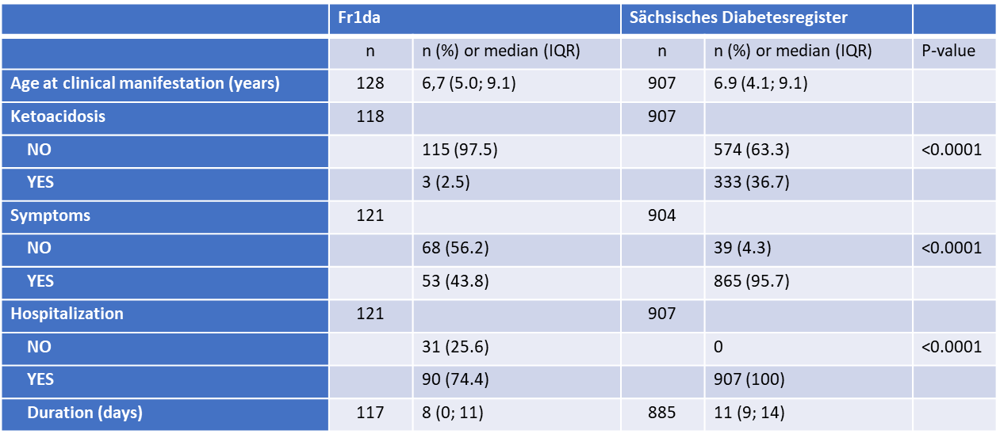 Fr1da Sächsisches Diabetesregister
n n (%) or median (IQR) n n (%) or median (IQR) P-value
Age at clinical manifestation (years) 128 6,7 (5.0; 9.1) 907 6.9 (4.1; 9.1)
Ketoacidosis 118 907
NO 115 (97.5) 574 (63.3) <0.0001
YES 3 (2.5) 333 (36.7)
Symptoms 121 904
NO 68 (56.2) 39 (4.3) <0.0001
YES 53 (43.8) 865 (95.7)
Hospitalization 121 907
NO 31 (25.6) 0 <0.0001
YES 90 (74.4) 907 (100)
Duration (days) 117 8 (0; 11) 885 11 (9; 14)